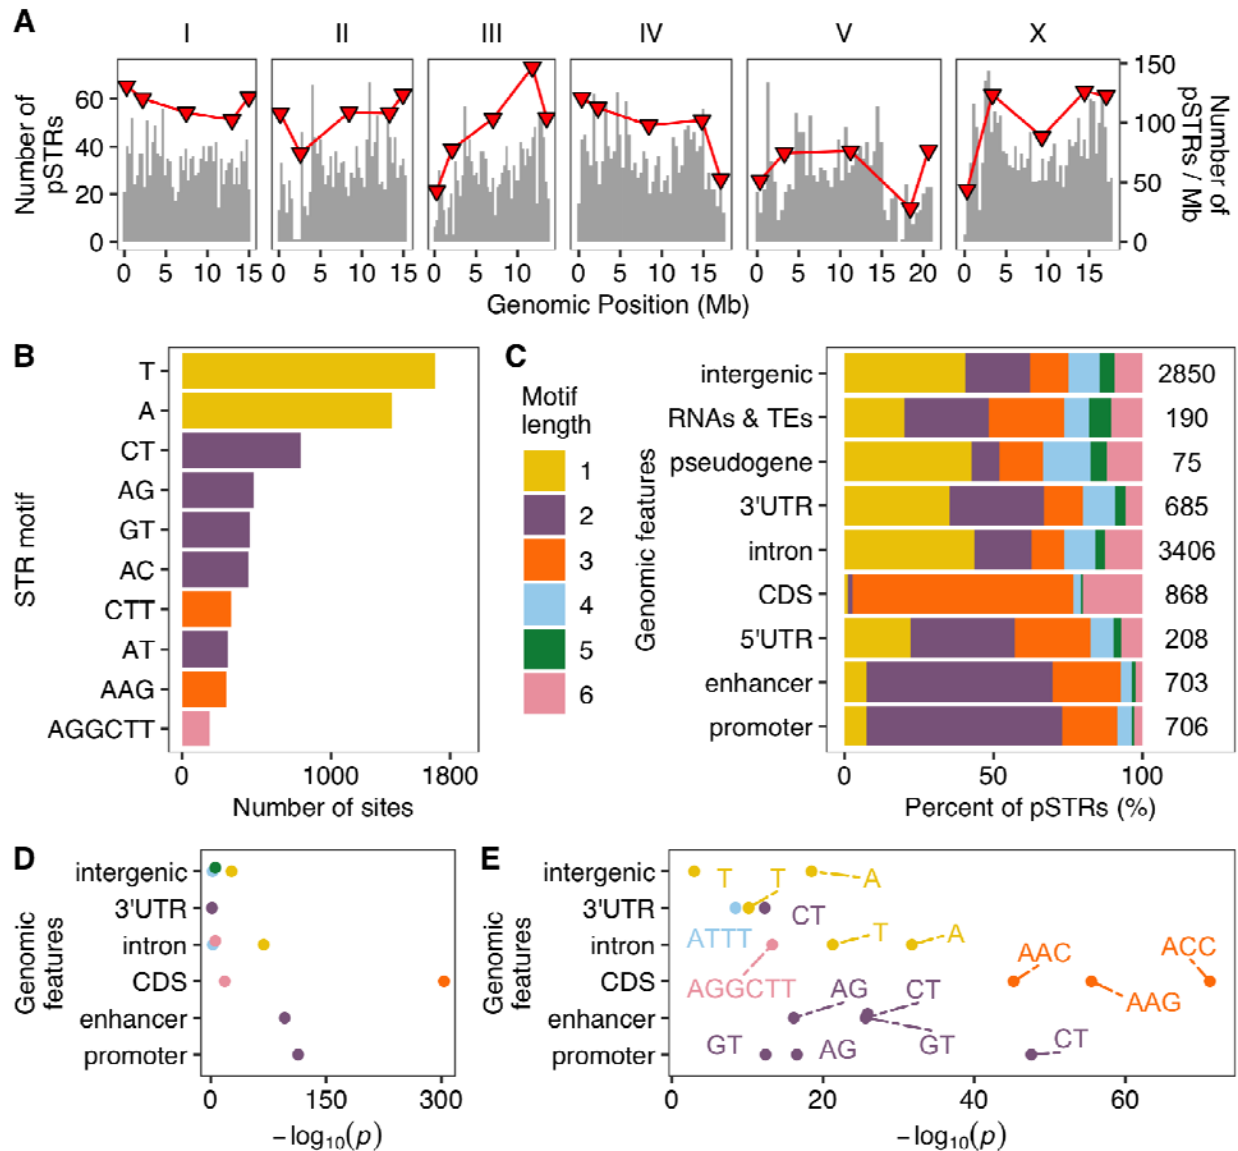 A
I II III IV V X
Number of
pSTRs
60
40
20
0
150
100
50
0
Number of
pSTRs / Mb
0 5 10 15 0 5 10 15 0 5 10 0 5 10 15 0 5 10 15 20 0 5 10 15
Genomic Position (Mb)
B
STR motif
T
A
CT
AG
GT
AC
CTT
AT
AAG
AGGCTT
0 1000 1800
Number of sites
C
Motif
length
1
2
3
4
5
6
Genomic features
intergenic 2850
RNAs & TEs 190
pseudogene 75
3'UTR 685
intron 3406
CDS 868
5'UTR 208
enhancer 703
promoter 706
0 50 100
Percent of pSTRs (%)
D
Genomic
features
intergenic
3'UTR
intron
CDS
enhancer
promoter
0 150 300
−log10(p)
E
Genomic
features
intergenic T T A
3'UTR CT
ATTT
intron T A
AAC ACC
CDS
AGGCTT AG CT AAG
enhancer
GT AG GT CT
promoter
0 20 40 60
−log10(p)